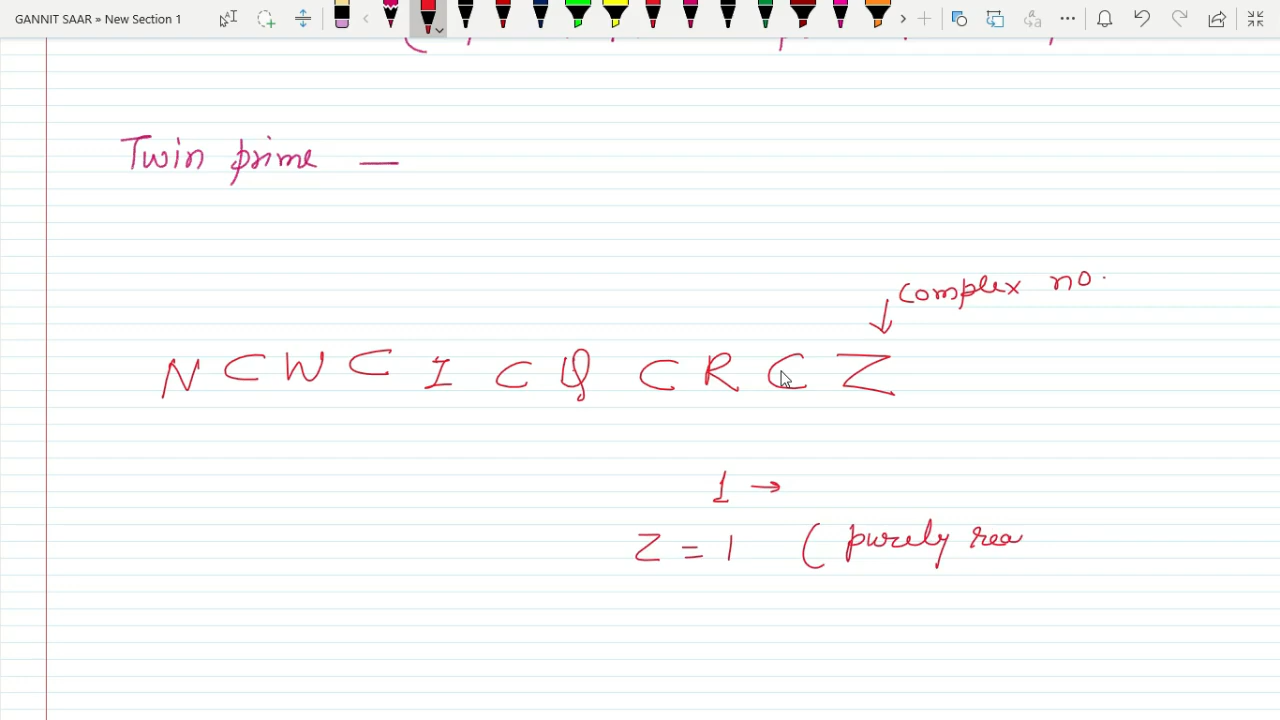 GANNIT SAAR » New Section 1
Twin prime —
complex no.
N ⊂ W ⊂ I ⊂ Q ⊂ R ⊂ Z
1 →
z = 1 ( purely rea